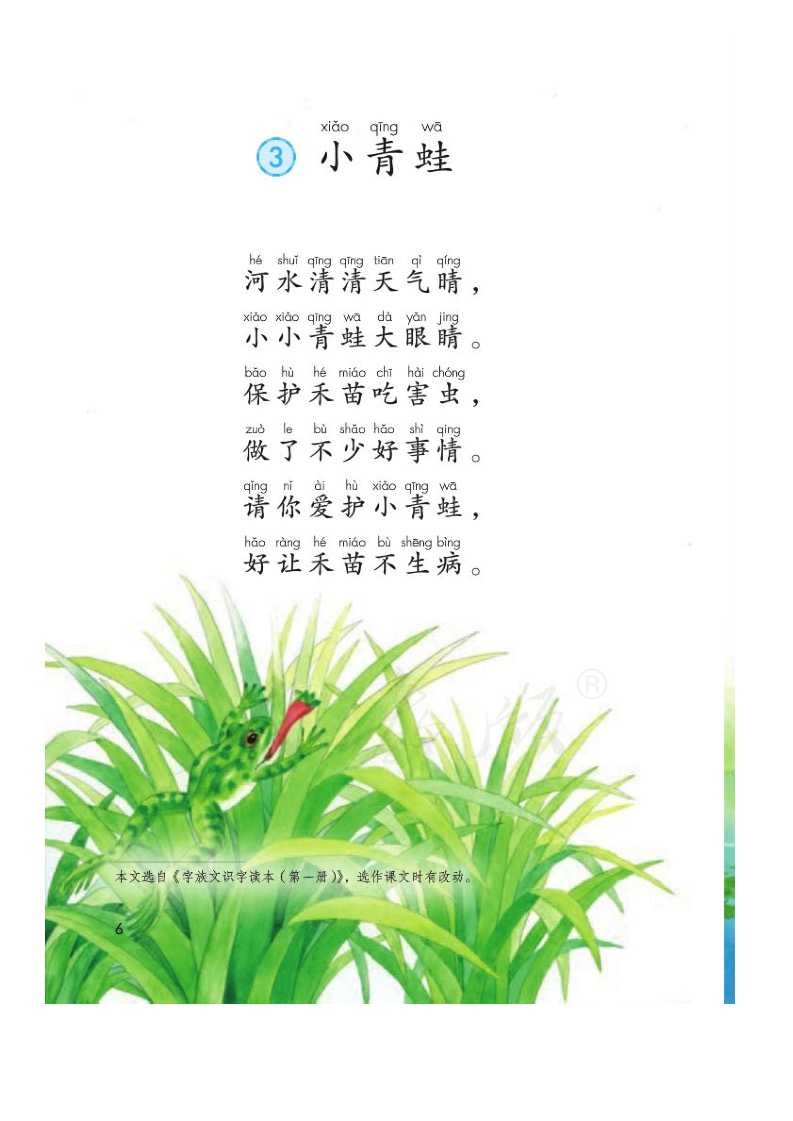 xiǎo qīng wā
3 小青蛙
hé shuǐ qīng qīng tiān qì qíng
河水清清天气晴，
xiǎo xiǎo qīng wā dà yǎn jing
小小青蛙大眼睛。
bǎo hù hé miáo chī hài chóng
保护禾苗吃害虫，
zuò le bù shǎo hǎo shì qing
做了不少好事情。
qǐng nǐ ài hù xiǎo qīng wā
请你爱护小青蛙，
hǎo ràng hé miáo bù shēng bìng
好让禾苗不生病。
版®
本文选自《字族文识字读本（第一册）》，选作课文时有改动。
6